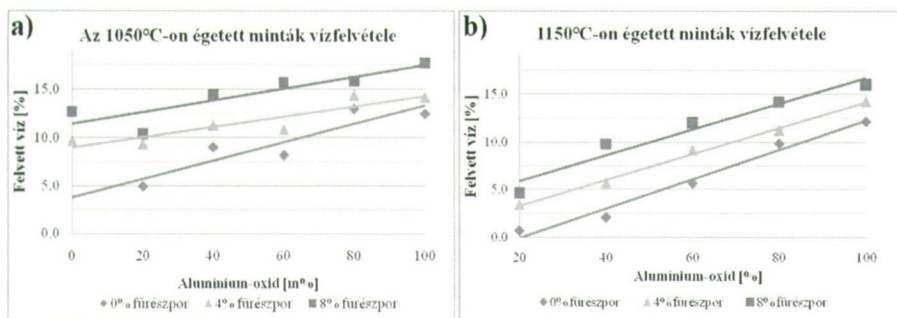 a)
Az 1050°C-on égetett minták vízfelvétele
Felvett víz [%]
15.0
10.0
5.0
0.0
0 20 40 60 80 100
Alumínium-oxid [m%]
0% fűrészpor 4% fűrészpor 8% fűrészpor
b)
1150°C-on égetett minták vízfelvétele
Felvett víz [%]
15.0
10.0
5.0
0.0
20 40 60 80 100
Alumínium-oxid [%]
0% fűrészpor 4% fűrészpor 8% fűrészpor